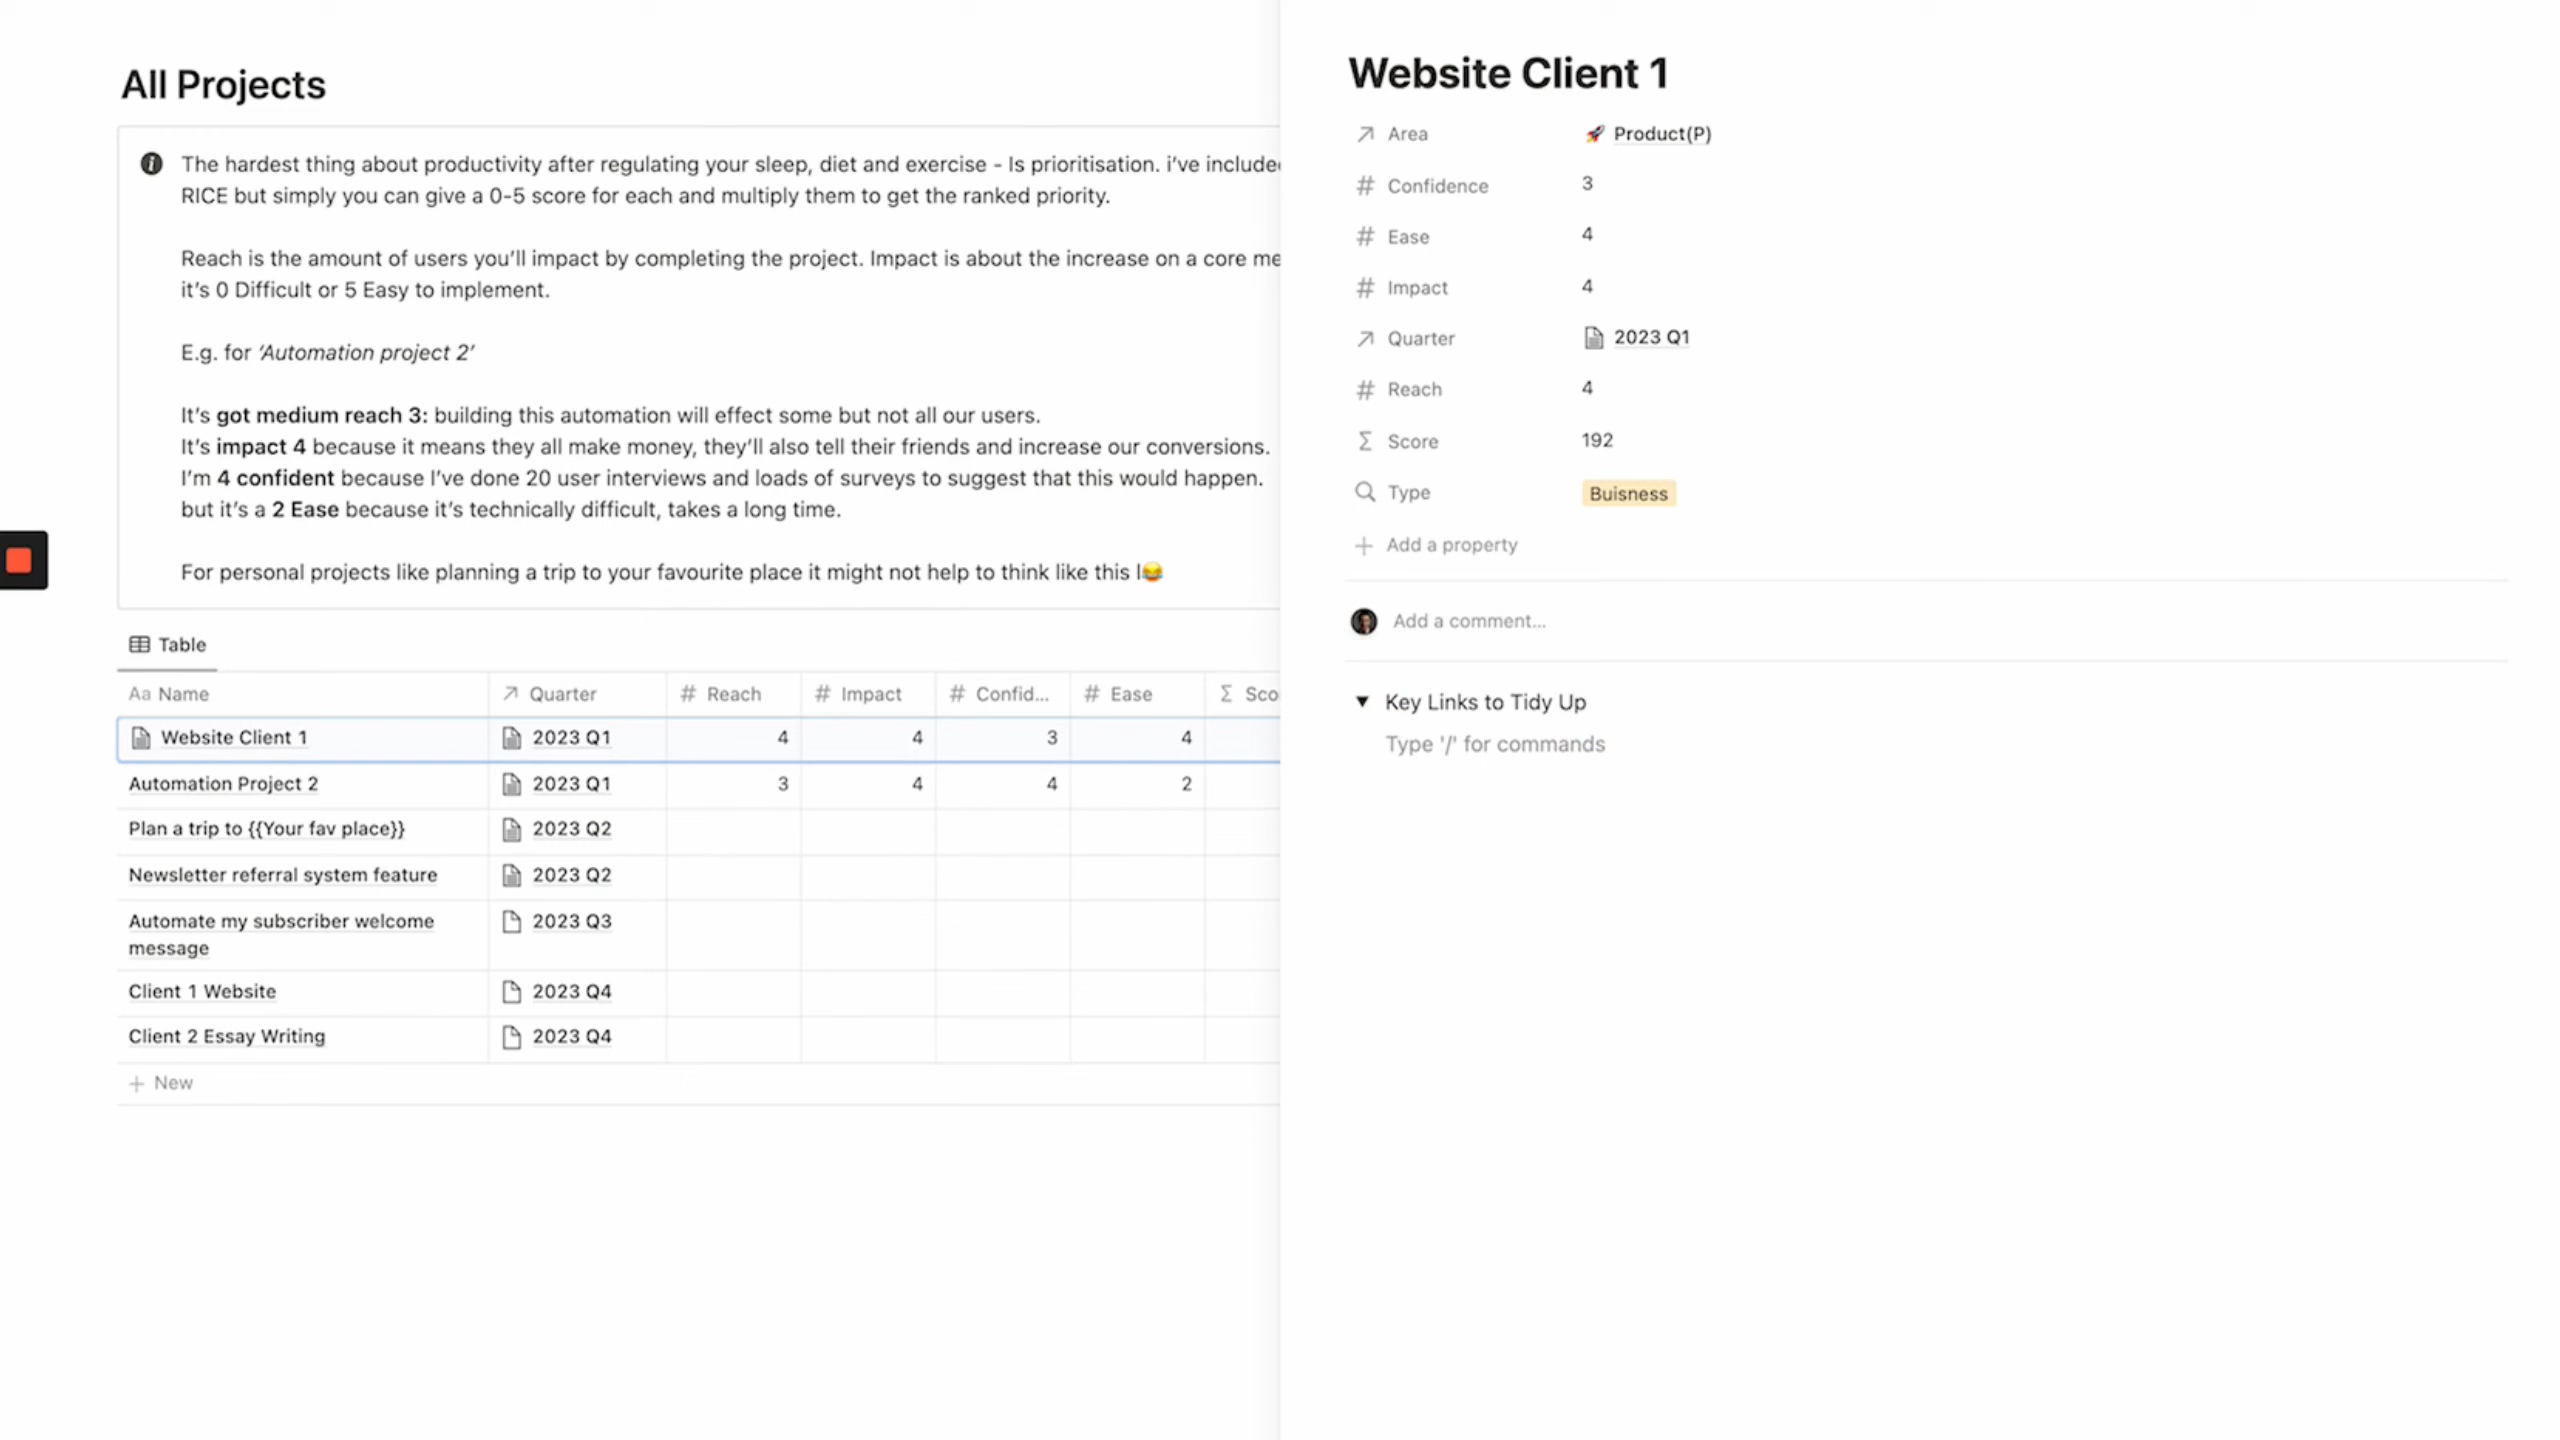 All Projects
The hardest thing about productivity after regulating your sleep, diet and exercise - Is prioritisation. i've include
RICE but simply you can give a 0-5 score for each and multiply them to get the ranked priority.
Reach is the amount of users you'll impact by completing the project. Impact is about the increase on a core me
it's 0 Difficult or 5 Easy to implement.
E.g. for 'Automation project 2'
It's got medium reach 3: building this automation will effect some but not all our users.
It's impact 4 because it means they all make money, they'll also tell their friends and increase our conversions.
I'm 4 confident because I've done 20 user interviews and loads of surveys to suggest that this would happen.
but it's a 2 Ease because it's technically difficult, takes a long time.
For personal projects like planning a trip to your favourite place it might not help to think like this l😂
Table
Aa Name Quarter # Reach # Impact # Confid... # Ease Σ Sco
Website Client 1 2023 Q1 4 4 3 4
Automation Project 2 2023 Q1 3 4 4 2
Plan a trip to {{Your fav place}} 2023 Q2
Newsletter referral system feature 2023 Q2
Automate my subscriber welcome 2023 Q3
message
Client 1 Website 2023 Q4
Client 2 Essay Writing 2023 Q4
+ New
Website Client 1
Area 🚀 Product(P)
# Confidence 3
# Ease 4
# Impact 4
Quarter 2023 Q1
# Reach 4
Σ Score 192
Type Buisness
+ Add a property
Add a comment...
Key Links to Tidy Up
Type '/' for commands